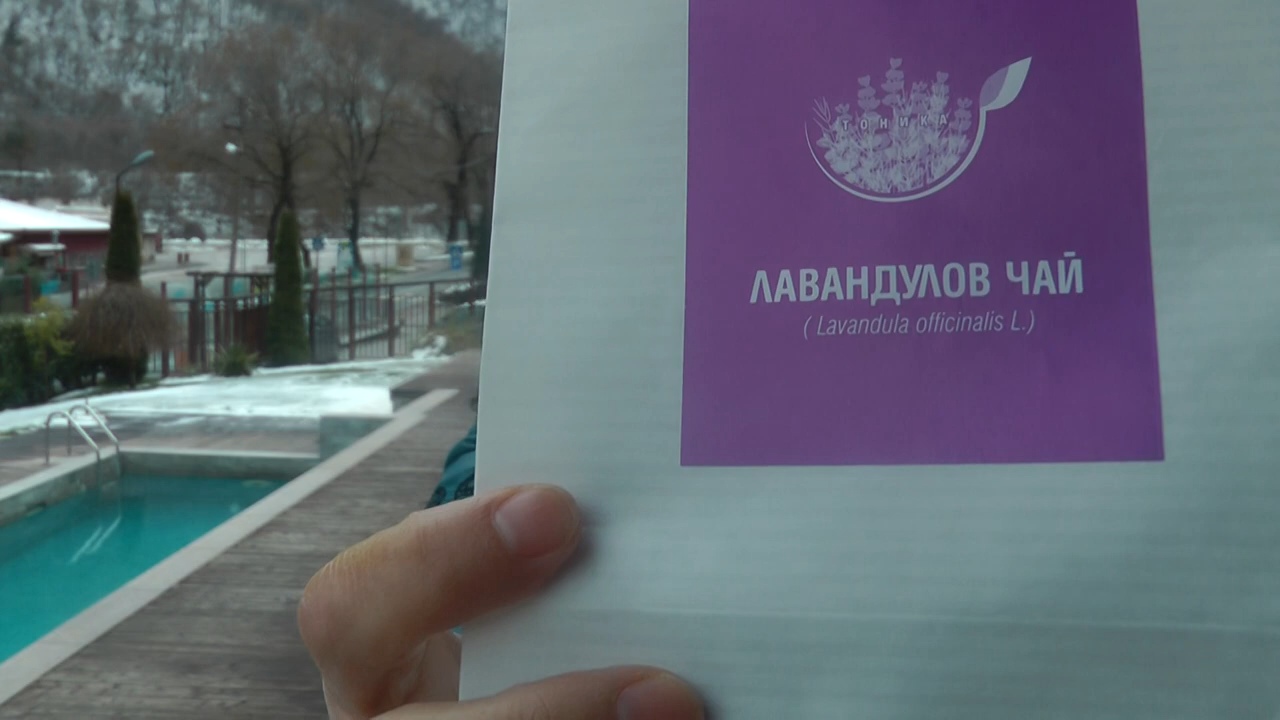 ТОНИКА
ЛАВАНДУЛОВ ЧАЙ
( Lavandula officinalis L.)